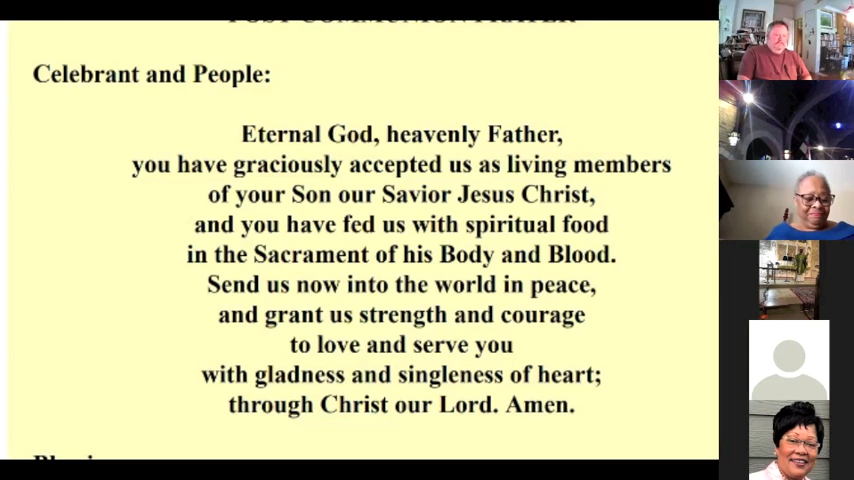 POST COMMUNION PRAYER
Celebrant and People:
Eternal God, heavenly Father,
you have graciously accepted us as living members
of your Son our Savior Jesus Christ,
and you have fed us with spiritual food
in the Sacrament of his Body and Blood.
Send us now into the world in peace,
and grant us strength and courage
to love and serve you
with gladness and singleness of heart;
through Christ our Lord. Amen.